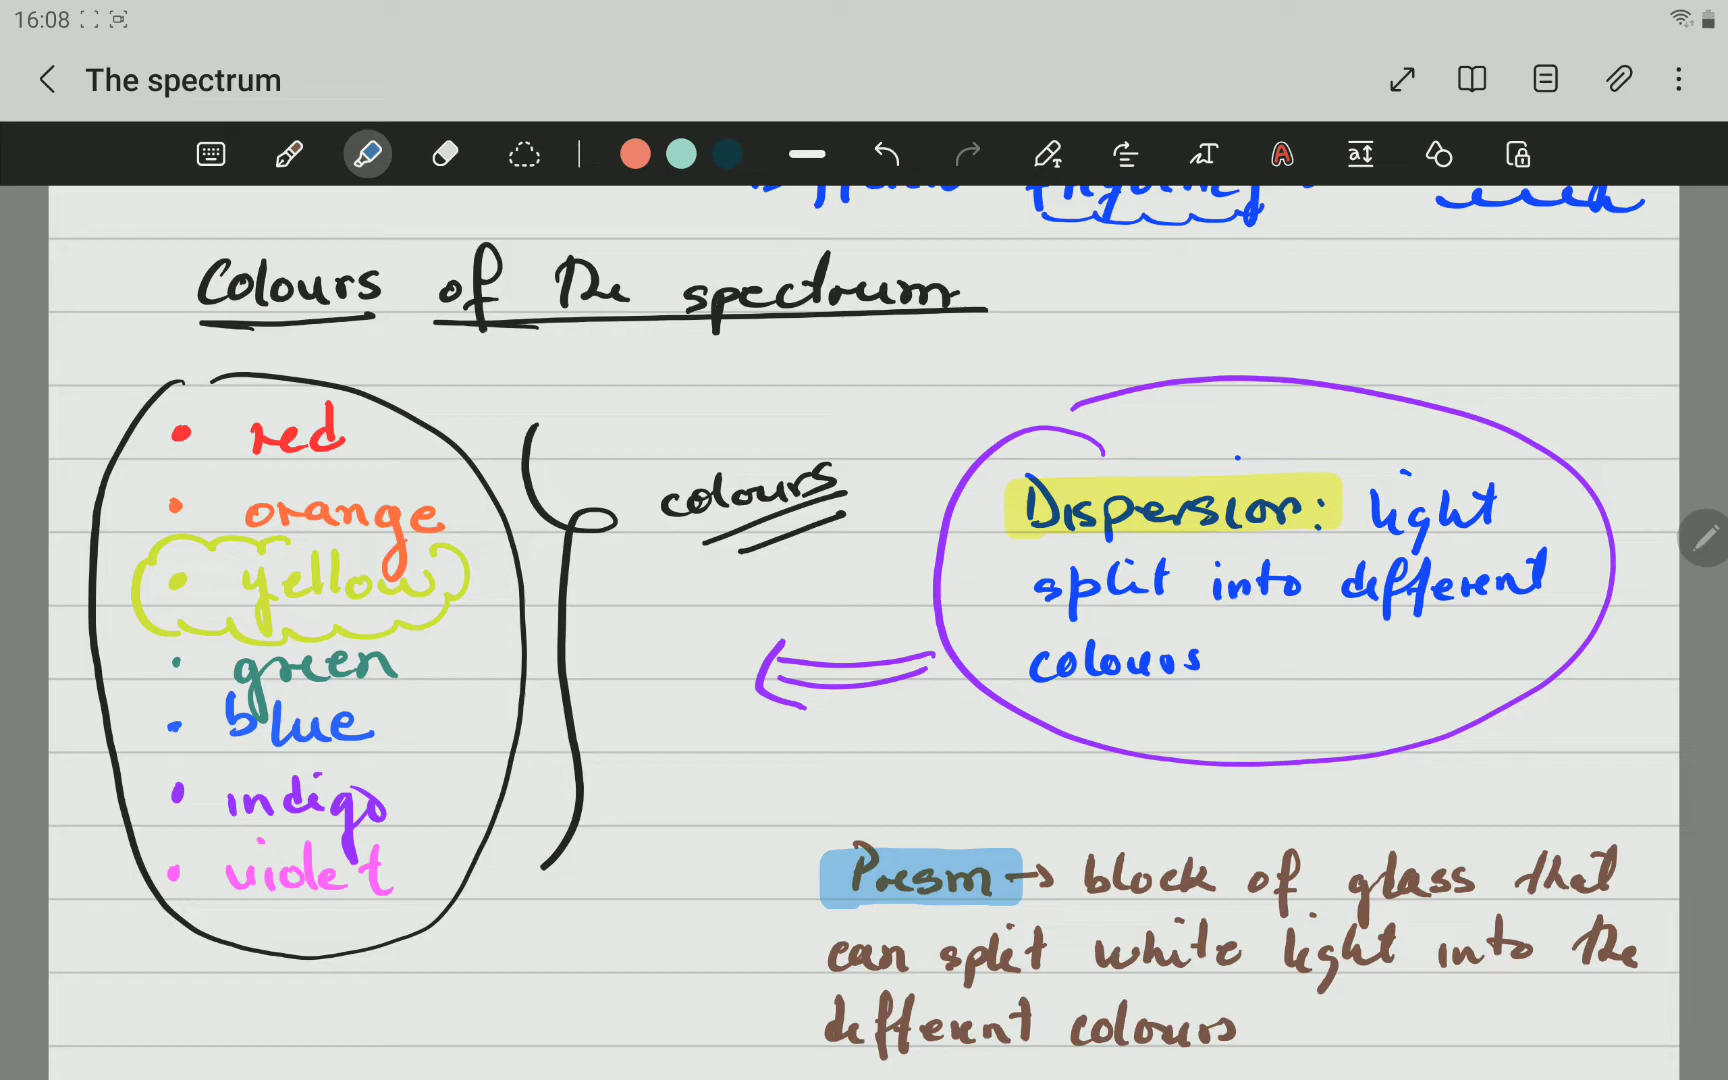 16:08
The spectrum
Colours of the spectrum
• red
• orange
• yellow
• green
• blue
• indigo
• violet
colours
Dispersion: light
split into different
colours
Prism → block of glass that
can split white light into the
different colours